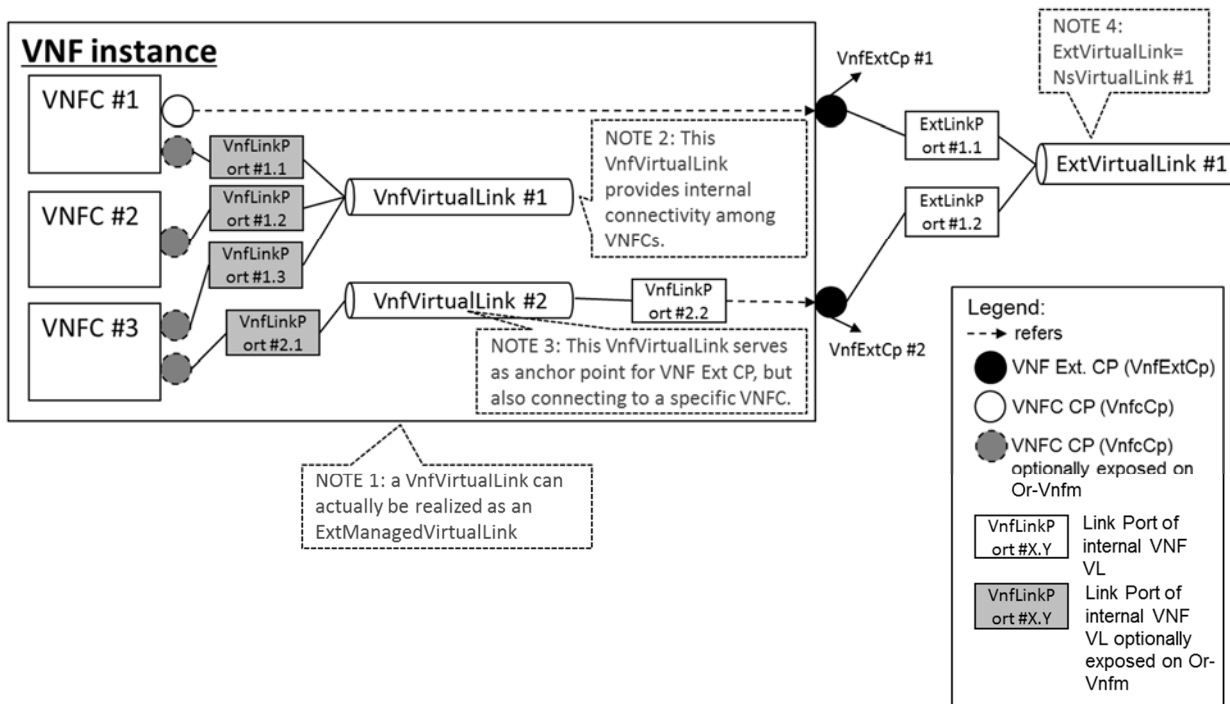 VNF instance
VNFC #1
VNFC #2
VNFC #3
VnfLinkP
ort #1.1
VnfLinkP
ort #1.2
VnfLinkP
ort #1.3
VnfLinkP
ort #2.1
VnfVirtualLink #1
VnfVirtualLink #2
NOTE 2: This
VnfVirtualLink
provides internal
connectivity among
VNFCs.
VnfLinkP
ort #2.2
NOTE 3: This VnfVirtualLink serves
as anchor point for VNF Ext CP, but
also connecting to a specific VNFC.
NOTE 1: a VnfVirtualLink can
actually be realized as an
ExtManagedVirtualLink
VnfExtCp #1
VnfExtCp #2
ExtLinkP
ort #1.1
ExtLinkP
ort #1.2
NOTE 4:
ExtVirtualLink=
NsVirtualLink #1
ExtVirtualLink #1
Legend:
refers
VNF Ext. CP (VnfExtCp)
VNFC CP (VnfcCp)
VNFC CP (VnfcCp)
optionally exposed on
Or-Vnfm
VnfLinkP
ort #X.Y
Link Port of
internal VNF
VL
VnfLinkP
ort #X.Y
Link Port of
internal VNF
VL optionally
exposed on Or-
Vnfm